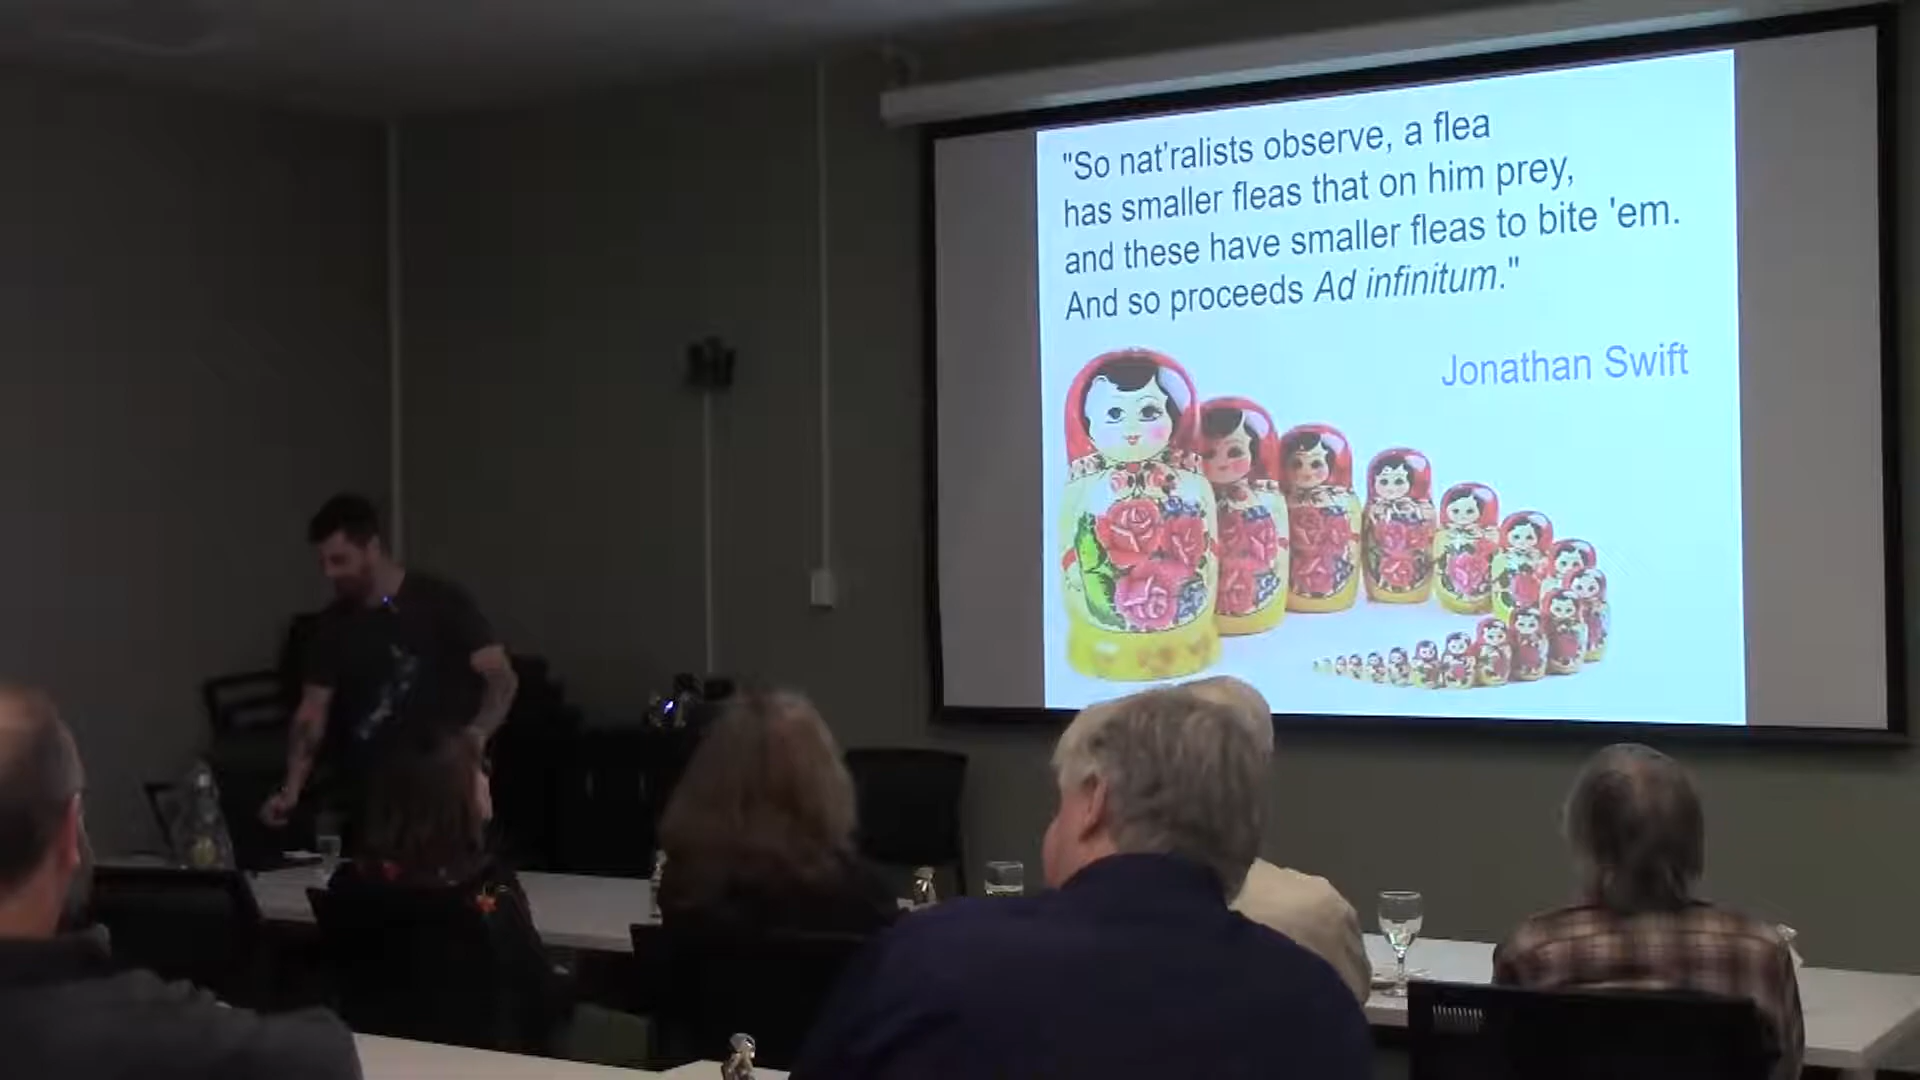 "So nat'ralists observe, a flea
has smaller fleas that on him prey,
and these have smaller fleas to bite 'em.
And so proceeds Ad infinitum."
Jonathan Swift